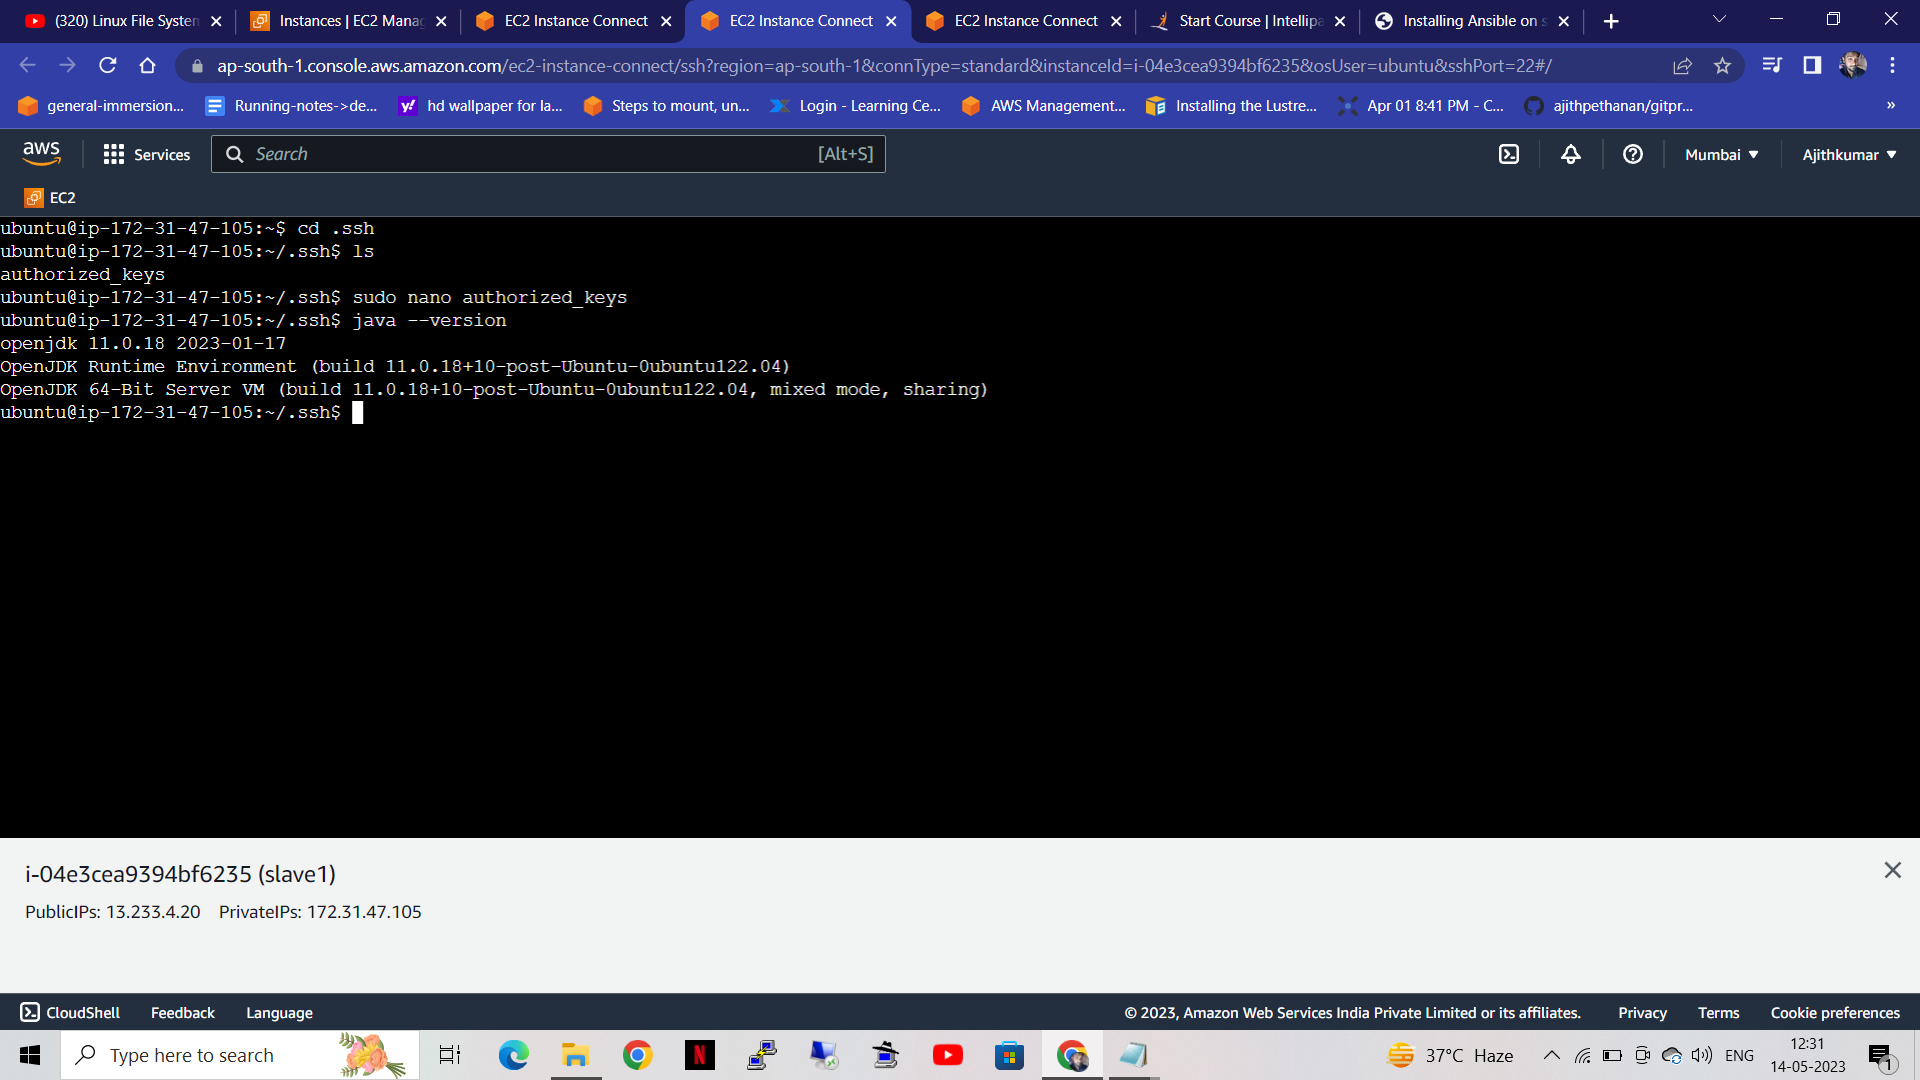 (320) Linux File System
Instances | EC2 Manag
EC2 Instance Connect
EC2 Instance Connect
EC2 Instance Connect
Start Course | Intellipa
Installing Ansible on s
ap-south-1.console.aws.amazon.com/ec2-instance-connect/ssh?region=ap-south-1&connType=standard&instanceId=i-04e3cea9394bf6235&osUser=ubuntu&sshPort=22#/
general-immersion...
Running-notes->de...
hd wallpaper for la...
Steps to mount, un...
Login - Learning Ce...
AWS Management...
Installing the Lustre...
Apr 01 8:41 PM - C...
ajithpethanan/gitpr...
»
aws
Services
Search [Alt+S]
Mumbai
Ajithkumar
EC2
ubuntu@ip-172-31-47-105:~$ cd .ssh
ubuntu@ip-172-31-47-105:~/.ssh$ ls
authorized_keys
ubuntu@ip-172-31-47-105:~/.ssh$ sudo nano authorized_keys
ubuntu@ip-172-31-47-105:~/.ssh$ java --version
openjdk 11.0.18 2023-01-17
OpenJDK Runtime Environment (build 11.0.18+10-post-Ubuntu-0ubuntu122.04)
OpenJDK 64-Bit Server VM (build 11.0.18+10-post-Ubuntu-0ubuntu122.04, mixed mode, sharing)
ubuntu@ip-172-31-47-105:~/.ssh$
i-04e3cea9394bf6235 (slave1)
PublicIPs: 13.233.4.20 PrivateIPs: 172.31.47.105
CloudShell
Feedback
Language
© 2023, Amazon Web Services India Private Limited or its affiliates.
Privacy
Terms
Cookie preferences
Type here to search
N
37°C Haze
ENG
12:31
14-05-2023
1